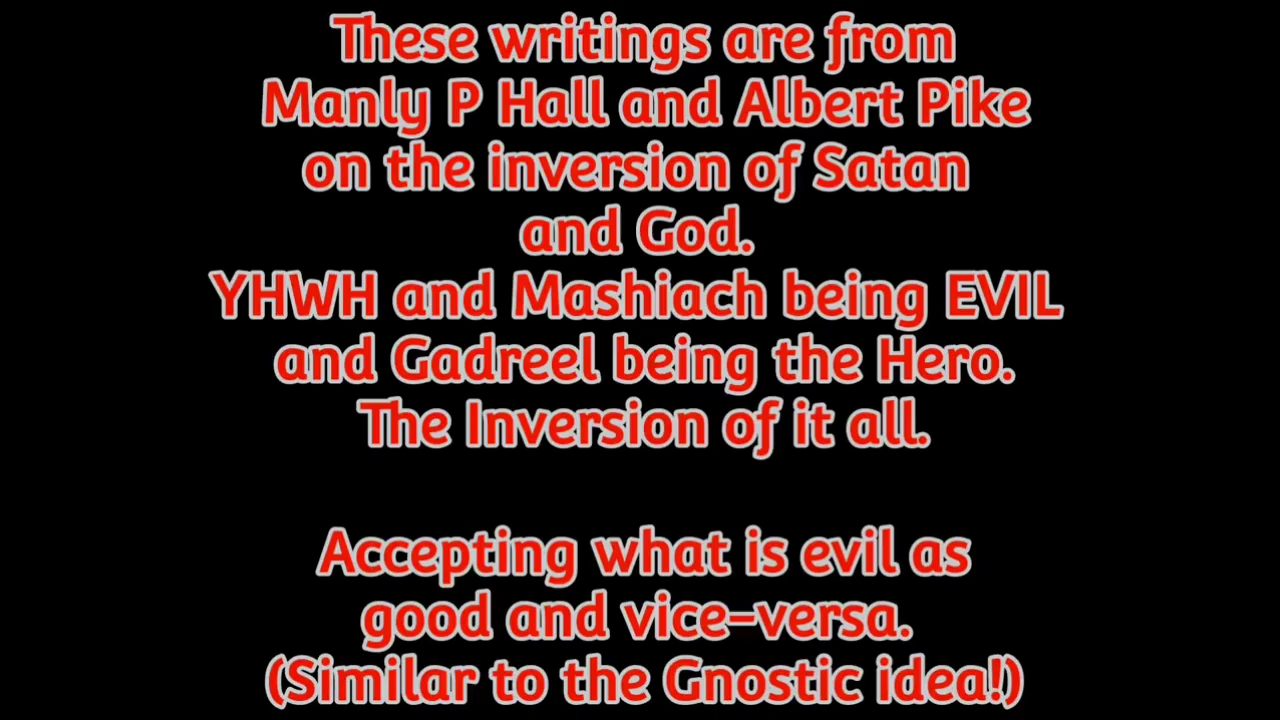 These writings are from
Manly P Hall and Albert Pike
on the inversion of Satan
and God.
YHWH and Mashiach being EVIL
and Gadreel being the Hero.
The Inversion of it all.
Accepting what is evil as
good and vice-versa.
(Similar to the Gnostic idea!)